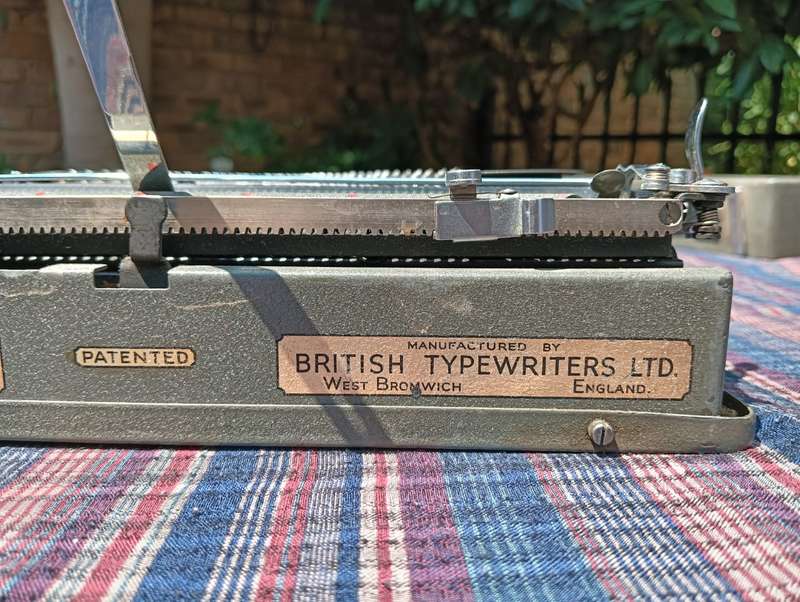 PATENTED
MANUFACTURED BY
BRITISH TYPEWRITERS LTD.
WEST BROMWICH ENGLAND.